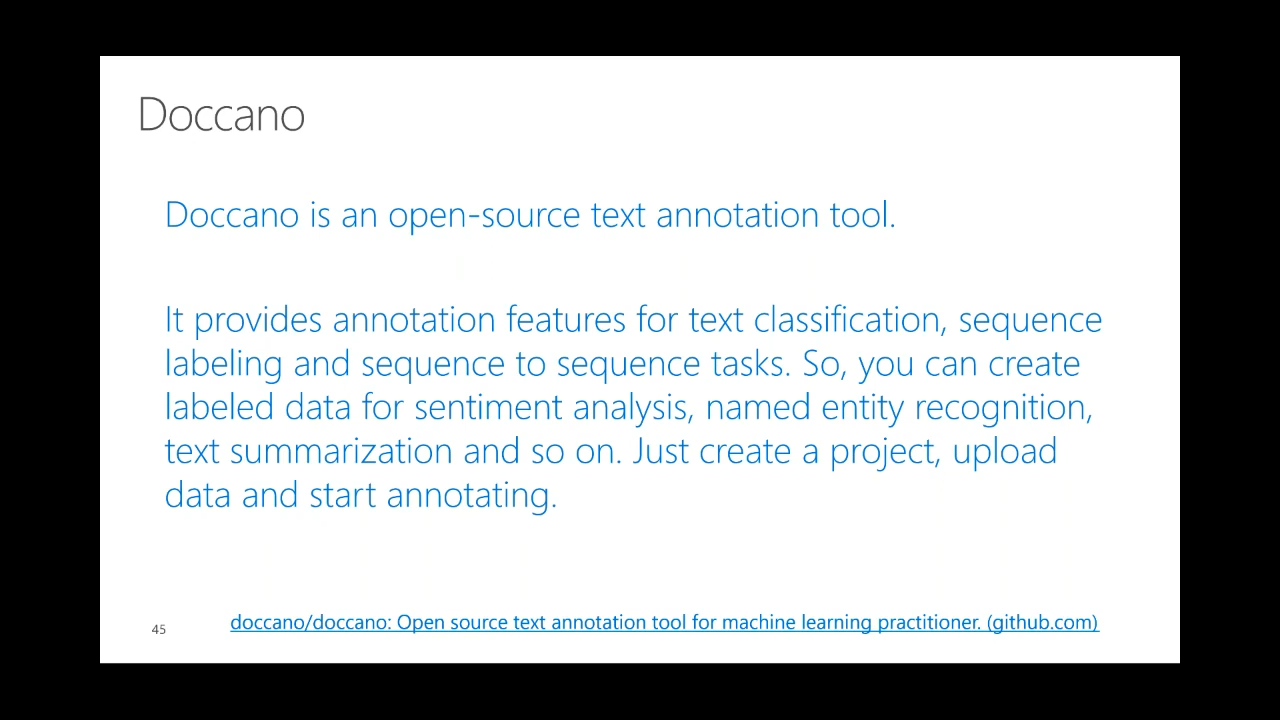 Doccano
Doccano is an open-source text annotation tool.
It provides annotation features for text classification, sequence
labeling and sequence to sequence tasks. So, you can create
labeled data for sentiment analysis, named entity recognition,
text summarization and so on. Just create a project, upload
data and start annotating.
45
doccano/doccano: Open source text annotation tool for machine learning practitioner. (github.com)